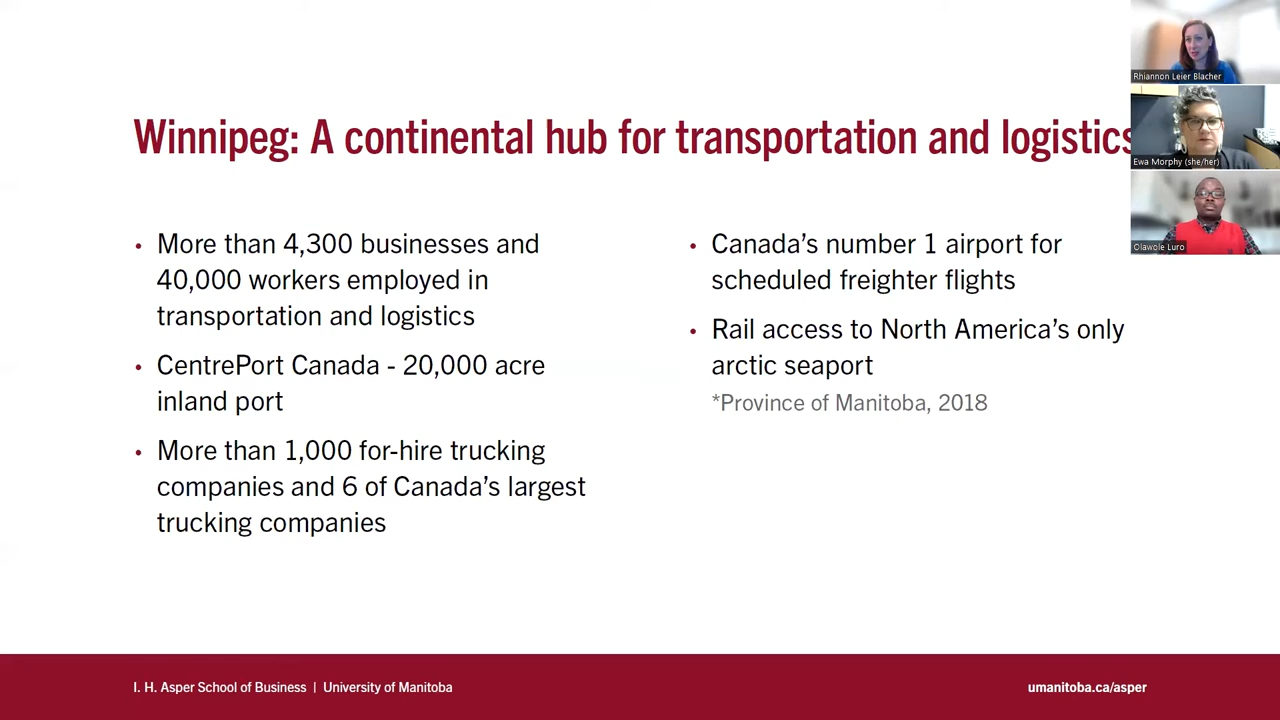 Winnipeg: A continental hub for transportation and logistics
• More than 4,300 businesses and
40,000 workers employed in
transportation and logistics
• CentrePort Canada - 20,000 acre
inland port
• More than 1,000 for-hire trucking
companies and 6 of Canada’s largest
trucking companies
• Canada’s number 1 airport for
scheduled freighter flights
• Rail access to North America’s only
arctic seaport
*Province of Manitoba, 2018
Rhiannon Leier Blacher
Ewa Morphy (she/her)
Olawole Luro
I. H. Asper School of Business | University of Manitoba
umanitoba.ca/asper